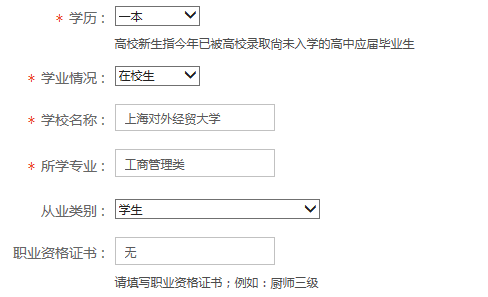 * 学历： 一本
高校新生指今年已被高校录取尚未入学的高中应届毕业生
* 学业情况： 在校生
* 学校名称： 上海对外经贸大学
* 所学专业： 工商管理类
从业类别： 学生
职业资格证书： 无
请填写职业资格证书；例如：厨师三级